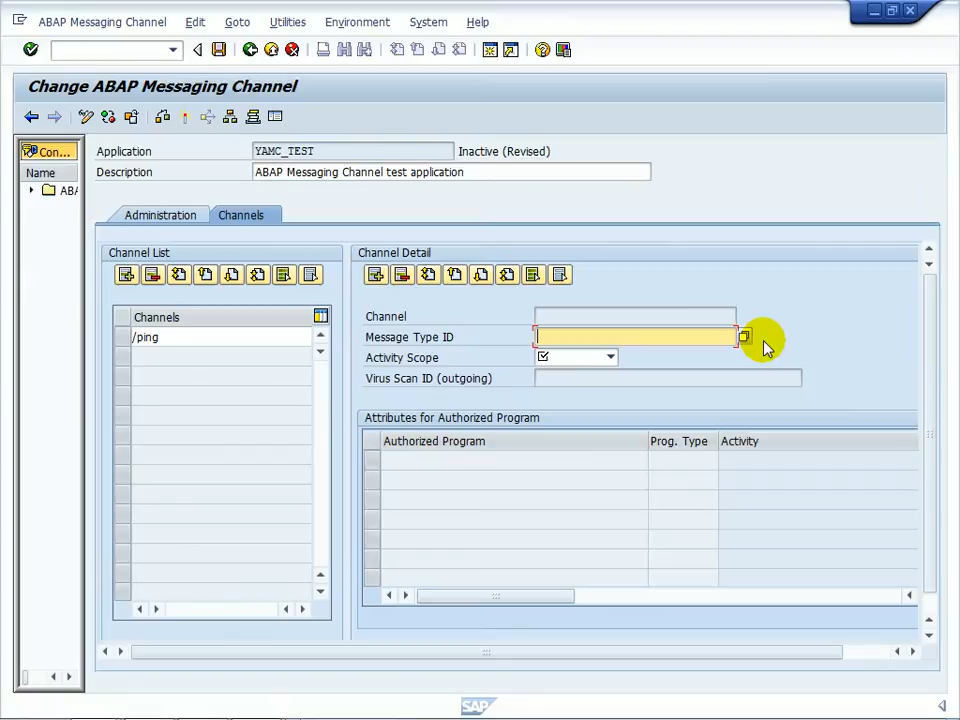 ABAP Messaging Channel Edit Goto Utilities Environment System Help
Change ABAP Messaging Channel
Con...
Name
ABA
Application YAMC_TEST Inactive (Revised)
Description ABAP Messaging Channel test application
Administration Channels
Channel List
Channels
/ping
Channel Detail
Channel
Message Type ID
Activity Scope
Virus Scan ID (outgoing)
Attributes for Authorized Program
Authorized Program Prog. Type Activity
SAP